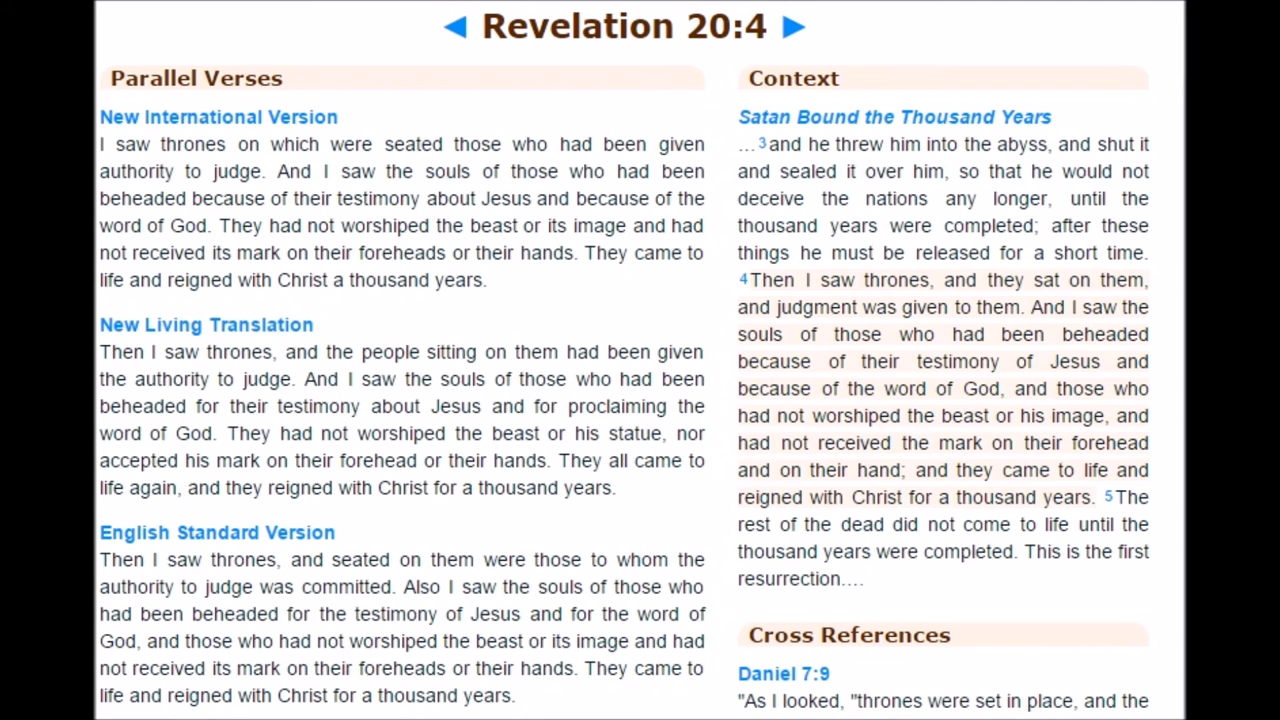 ◄ Revelation 20:4 ►
Parallel Verses
New International Version
I saw thrones on which were seated those who had been given
authority to judge. And I saw the souls of those who had been
beheaded because of their testimony about Jesus and because of the
word of God. They had not worshiped the beast or its image and had
not received its mark on their foreheads or their hands. They came to
life and reigned with Christ a thousand years.
New Living Translation
Then I saw thrones, and the people sitting on them had been given
the authority to judge. And I saw the souls of those who had been
beheaded for their testimony about Jesus and for proclaiming the
word of God. They had not worshiped the beast or his statue, nor
accepted his mark on their forehead or their hands. They all came to
life again, and they reigned with Christ for a thousand years.
English Standard Version
Then I saw thrones, and seated on them were those to whom the
authority to judge was committed. Also I saw the souls of those who
had been beheaded for the testimony of Jesus and for the word of
God, and those who had not worshiped the beast or its image and had
not received its mark on their foreheads or their hands. They came to
life and reigned with Christ for a thousand years.
Context
Satan Bound the Thousand Years
…3and he threw him into the abyss, and shut it
and sealed it over him, so that he would not
deceive the nations any longer, until the
thousand years were completed; after these
things he must be released for a short time.
4Then I saw thrones, and they sat on them,
and judgment was given to them. And I saw the
souls of those who had been beheaded
because of their testimony of Jesus and
because of the word of God, and those who
had not worshiped the beast or his image, and
had not received the mark on their forehead
and on their hand; and they came to life and
reigned with Christ for a thousand years. 5The
rest of the dead did not come to life until the
thousand years were completed. This is the first
resurrection.…
Cross References
Daniel 7:9
"As I looked, "thrones were set in place, and the